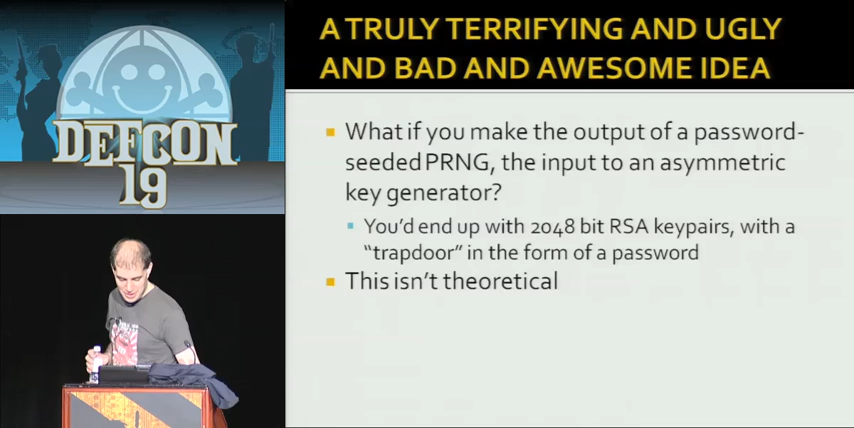 DEFCON
19
A TRULY TERRIFYING AND UGLY
AND BAD AND AWESOME IDEA
What if you make the output of a password-
seeded PRNG, the input to an asymmetric
key generator?
You'd end up with 2048 bit RSA keypairs, with a
"trapdoor" in the form of a password
This isn't theoretical